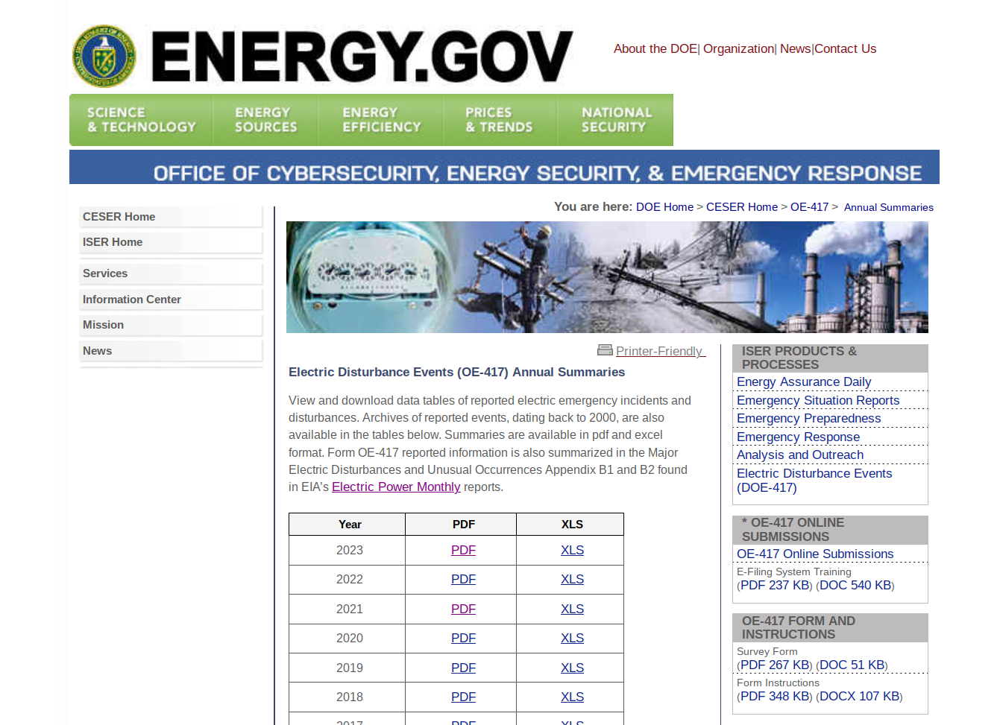 ENERGY.GOV
About the DOE| Organization| News|Contact Us
SCIENCE & TECHNOLOGY
ENERGY SOURCES
ENERGY EFFICIENCY
PRICES & TRENDS
NATIONAL SECURITY
OFFICE OF CYBERSECURITY, ENERGY SECURITY, & EMERGENCY RESPONSE
You are here: DOE Home > CESER Home > OE-417 > Annual Summaries
CESER Home
ISER Home
Services
Information Center
Mission
News
Printer-Friendly
Electric Disturbance Events (OE-417) Annual Summaries
View and download data tables of reported electric emergency incidents and
disturbances. Archives of reported events, dating back to 2000, are also
available in the tables below. Summaries are available in pdf and excel
format. Form OE-417 reported information is also summarized in the Major
Electric Disturbances and Unusual Occurrences Appendix B1 and B2 found
in EIA's Electric Power Monthly reports.
Year PDF XLS
2023 PDF XLS
2022 PDF XLS
2021 PDF XLS
2020 PDF XLS
2019 PDF XLS
2018 PDF XLS
2017 PDF XLS
ISER PRODUCTS &
PROCESSES
Energy Assurance Daily
Emergency Situation Reports
Emergency Preparedness
Emergency Response
Analysis and Outreach
Electric Disturbance Events
(DOE-417)
* OE-417 ONLINE
SUBMISSIONS
OE-417 Online Submissions
E-Filing System Training
(PDF 237 KB) (DOC 540 KB)
OE-417 FORM AND
INSTRUCTIONS
Survey Form
(PDF 267 KB) (DOC 51 KB)
Form Instructions
(PDF 348 KB) (DOCX 107 KB)